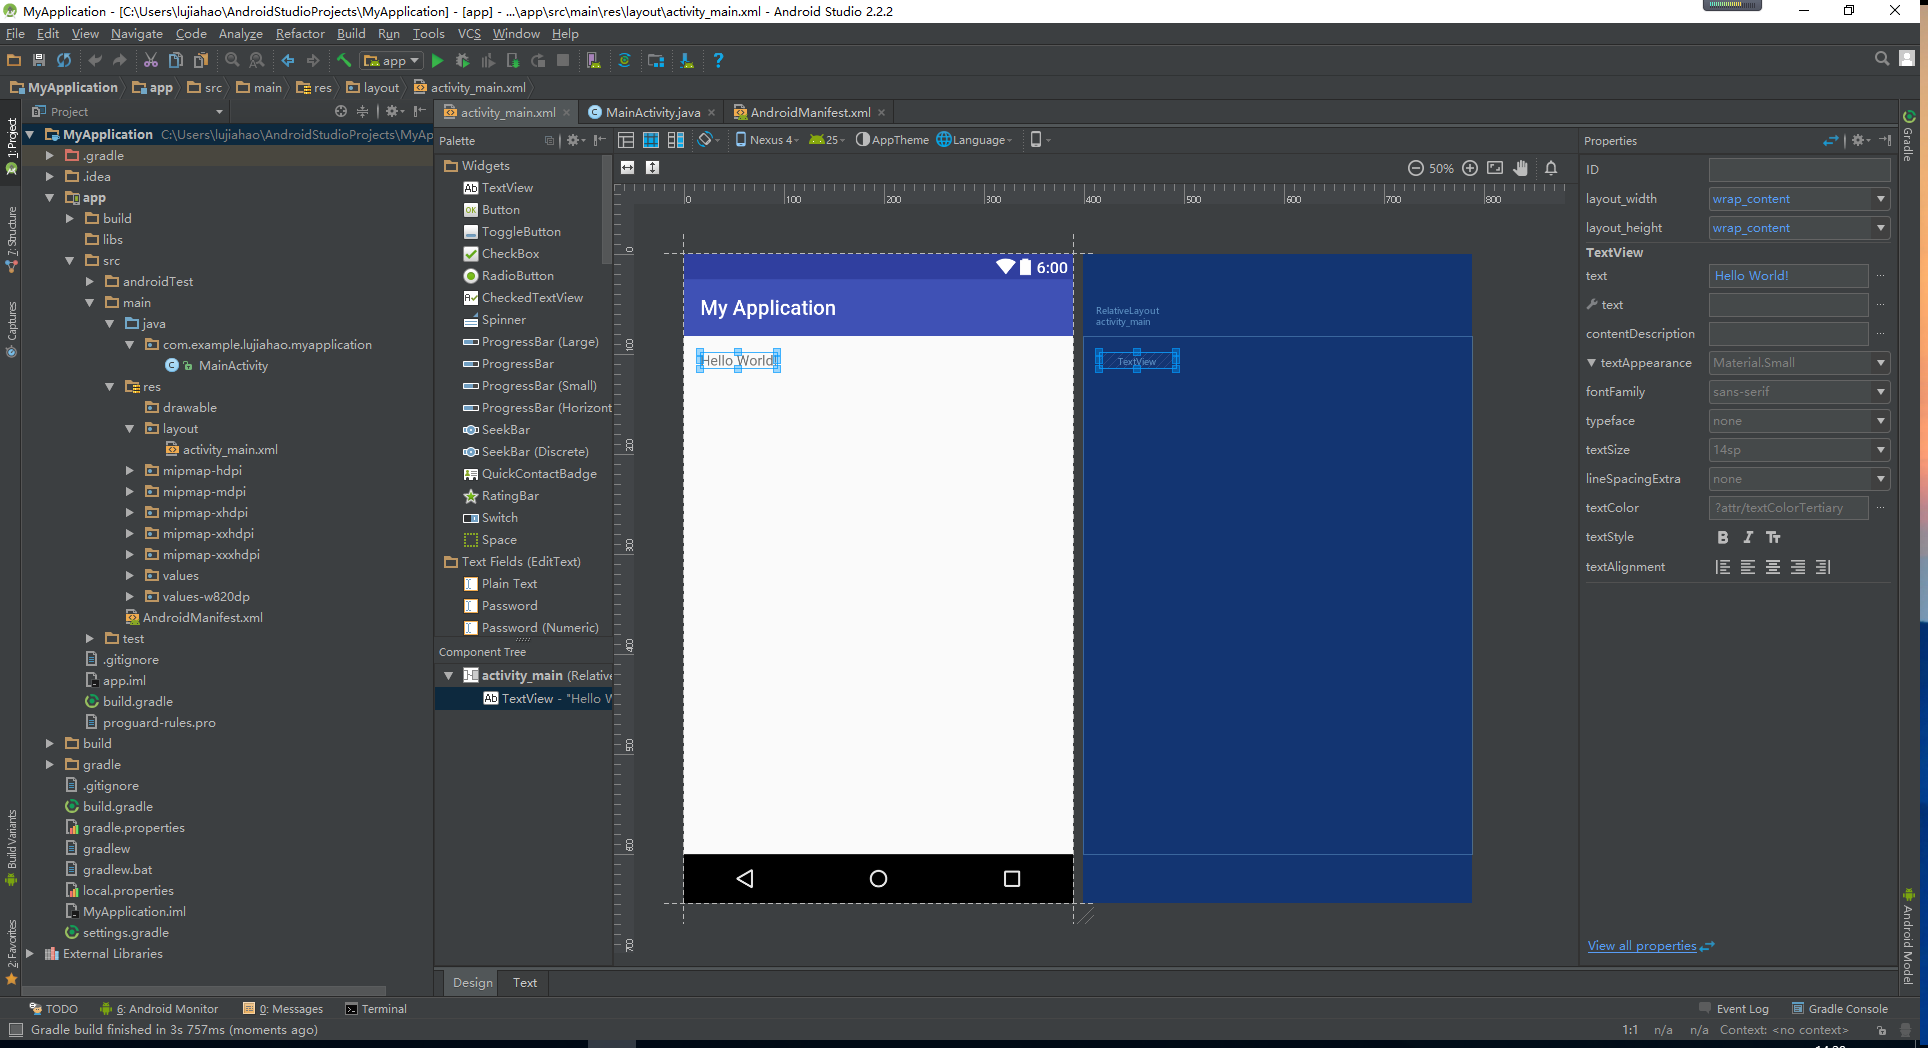 MyApplication - [C:\Users\lujiahao\AndroidStudioProjects\MyApplication] - [app] - ...\app\src\main\res\layout\activity_main.xml - Android Studio 2.2.2
File Edit View Navigate Code Analyze Refactor Build Run Tools VCS Window Help
app
MyApplication app src main res layout activity_main.xml
Project
activity_main.xml MainActivity.java AndroidManifest.xml
1: Project
7: Structure
Captures
Build Variants
2: Favorites
MyApplication C:\Users\lujiahao\AndroidStudioProjects\MyAp
.gradle
.idea
app
build
libs
src
androidTest
main
java
com.example.lujiahao.myapplication
MainActivity
res
drawable
layout
activity_main.xml
mipmap-hdpi
mipmap-mdpi
mipmap-xhdpi
mipmap-xxhdpi
mipmap-xxxhdpi
values
values-w820dp
AndroidManifest.xml
test
.gitignore
app.iml
build.gradle
proguard-rules.pro
build
gradle
.gitignore
build.gradle
gradle.properties
gradlew
gradlew.bat
local.properties
MyApplication.iml
settings.gradle
External Libraries
Palette
Widgets
Ab TextView
OK Button
ToggleButton
CheckBox
RadioButton
CheckedTextView
Spinner
ProgressBar (Large)
ProgressBar
ProgressBar (Small)
ProgressBar (Horizont
SeekBar
SeekBar (Discrete)
QuickContactBadge
RatingBar
Switch
Space
Text Fields (EditText)
Plain Text
Password
Password (Numeric)
Component Tree
activity_main (Relative
Ab TextView - "Hello W
Nexus 4 25 AppTheme Language
50%
0 100 200 300 400 500 600 700 800
0
100
200
300
400
500
600
700
6:00
My Application
Hello World!
RelativeLayout
activity_main
TextView
Design Text
Properties
ID
layout_width wrap_content
layout_height wrap_content
TextView
text Hello World!
text
contentDescription
textAppearance Material.Small
fontFamily sans-serif
typeface none
textSize 14sp
lineSpacingExtra none
textColor ?attr/textColorTertiary
textStyle B I Tт
textAlignment
View all properties
Gradle
Android Model
TODO 6: Android Monitor 0: Messages Terminal Event Log Gradle Console
Gradle build finished in 3s 757ms (moments ago) 1:1 n/a n/a Context: <no context>